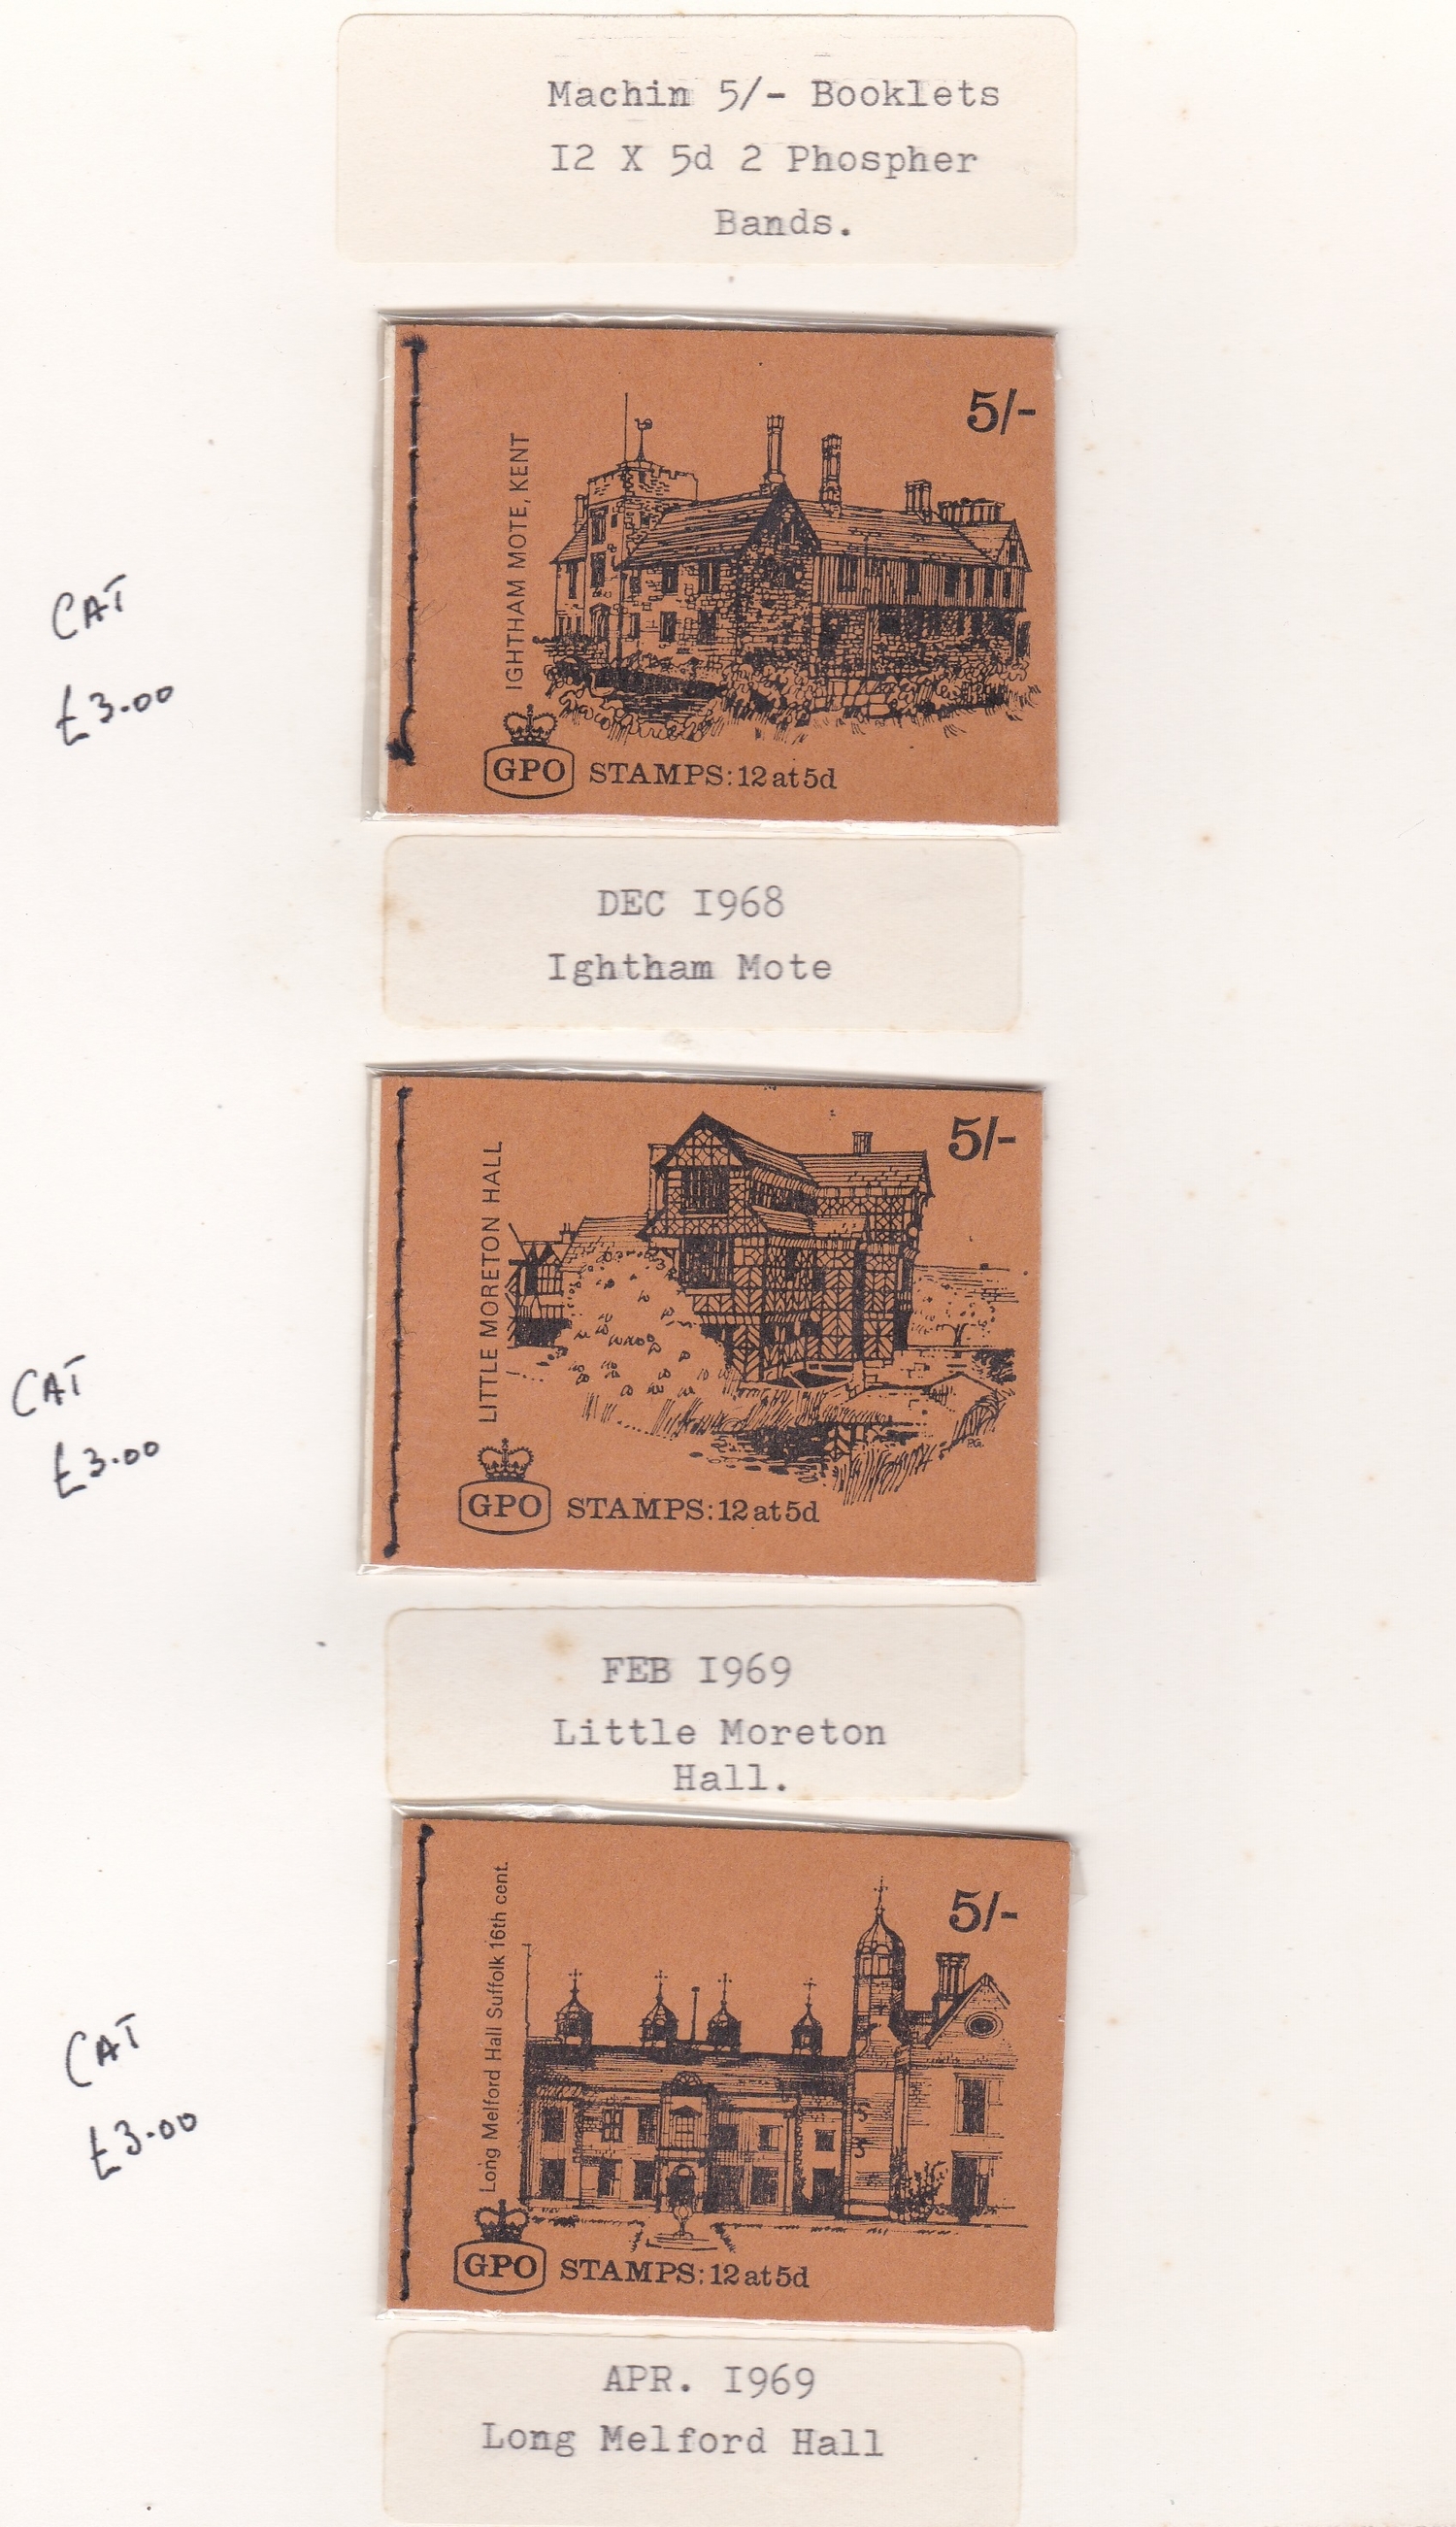 Machin 5/- Booklets
I2 X 5d 2 Phospher
Bands.
5/-
IGHTHAM MOTE, KENT
GPO STAMPS: 12 at 5d
CAT
£3.00
DEC I968
Ightham Mote
5/-
LITTLE MORETON HALL
P.G.
GPO STAMPS: 12 at 5d
CAT
£3.00
FEB I969
Little Moreton
Hall.
5/-
Long Melford Hall Suffolk 16th cent.
GPO STAMPS: 12 at 5d
CAT
£3.00
APR. I969
Long Melford Hall